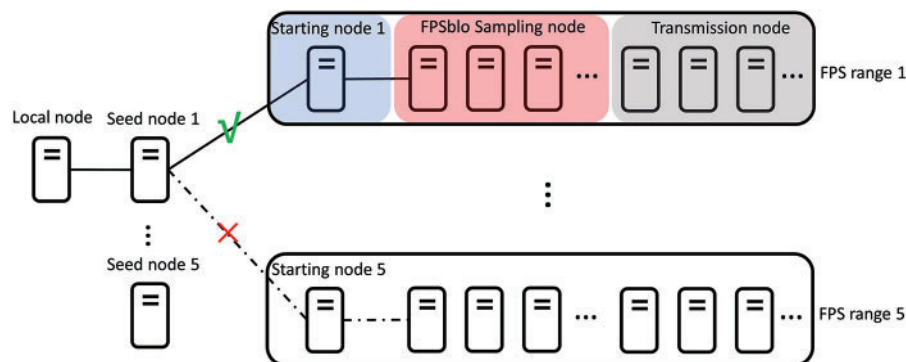 Starting node 1
FPSblo Sampling node
Transmission node
...
...
FPS range 1
Local node
Seed node 1
√
...
...
×
Seed node 5
Starting node 5
...
...
FPS range 5